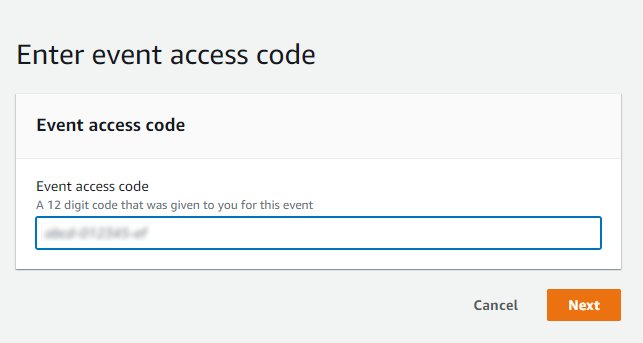 Enter event access code
Event access code
Event access code
A 12 digit code that was given to you for this event
Cancel
Next